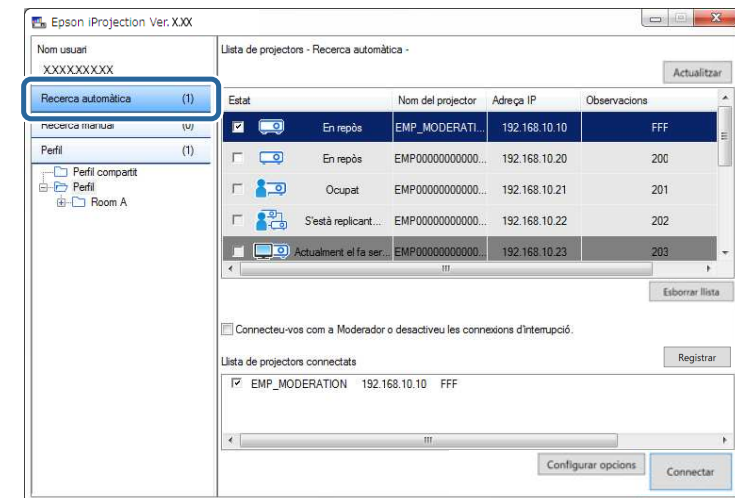 Epson iProjection Ver. X.XX
Nom usuari
XXXXXXXXX
Recerca automàtica (1)
Recerca manual (0)
Perfil (1)
Perfil compartit
Perfil
Room A
Llista de projectors - Recerca automàtica -
Actualitzar
Estat Nom del projector Adreça IP Observacions
En repòs EMP_MODERATI... 192.168.10.10 FFF
En repòs EMP00000000000... 192.168.10.20 200
Ocupat EMP00000000000... 192.168.10.21 201
S'està replicant... EMP00000000000... 192.168.10.22 202
Actualment el fa ser... EMP00000000000... 192.168.10.23 203
Esborrar llista
Connecteu-vos com a Moderador o desactiveu les connexions d'interrupció.
Llista de projectors connectats
Registrar
EMP_MODERATION 192.168.10.10 FFF
Configurar opcions
Connectar